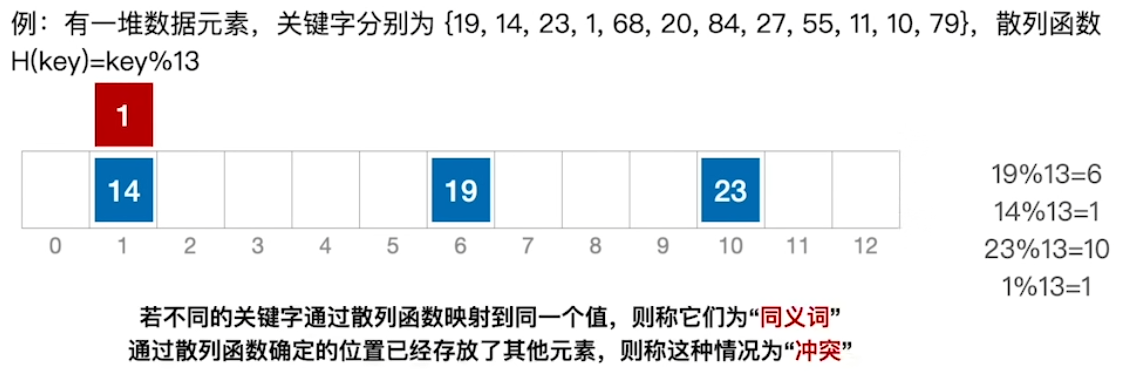 例：有一堆数据元素，关键字分别为 {19, 14, 23, 1, 68, 20, 84, 27, 55, 11, 10, 79}，散列函数
H(key)=key%13
1
14 19 23
0 1 2 3 4 5 6 7 8 9 10 11 12
19%13=6
14%13=1
23%13=10
1%13=1
若不同的关键字通过散列函数映射到同一个值，则称它们为“同义词”
通过散列函数确定的位置已经存放了其他元素，则称这种情况为“冲突”